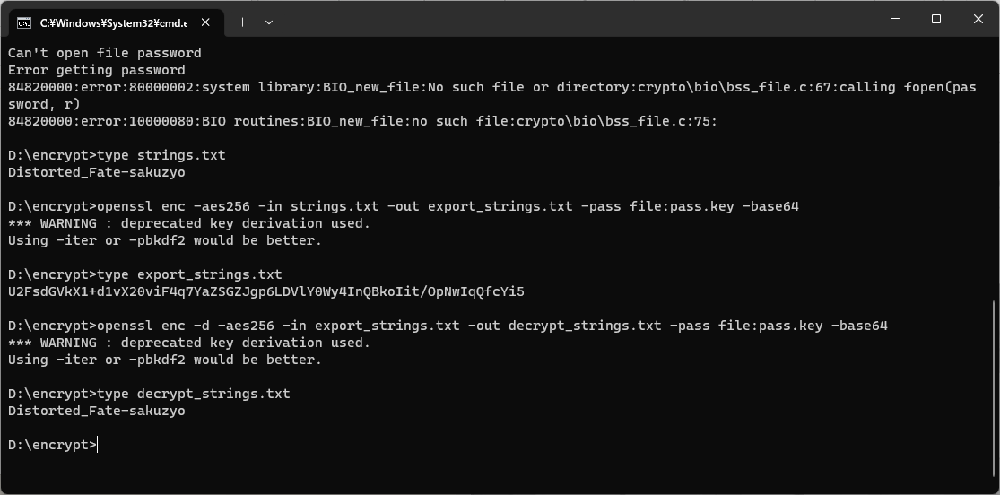 C:¥Windows¥System32¥cmd.e
Can't open file password
Error getting password
84820000:error:80000002:system library:BIO_new_file:No such file or directory:crypto\bio\bss_file.c:67:calling fopen(pas
sword, r)
84820000:error:10000080:BIO routines:BIO_new_file:no such file:crypto\bio\bss_file.c:75:
D:\encrypt>type strings.txt
Distorted_Fate-sakuzyo
D:\encrypt>openssl enc -aes256 -in strings.txt -out export_strings.txt -pass file:pass.key -base64
*** WARNING : deprecated key derivation used.
Using -iter or -pbkdf2 would be better.
D:\encrypt>type export_strings.txt
U2FsdGVkX1+d1vX20viF4q7YaZSGZJgp6LDVlY0Wy4InQBkoIit/OpNwIqQfcYi5
D:\encrypt>openssl enc -d -aes256 -in export_strings.txt -out decrypt_strings.txt -pass file:pass.key -base64
*** WARNING : deprecated key derivation used.
Using -iter or -pbkdf2 would be better.
D:\encrypt>type decrypt_strings.txt
Distorted_Fate-sakuzyo
D:\encrypt>